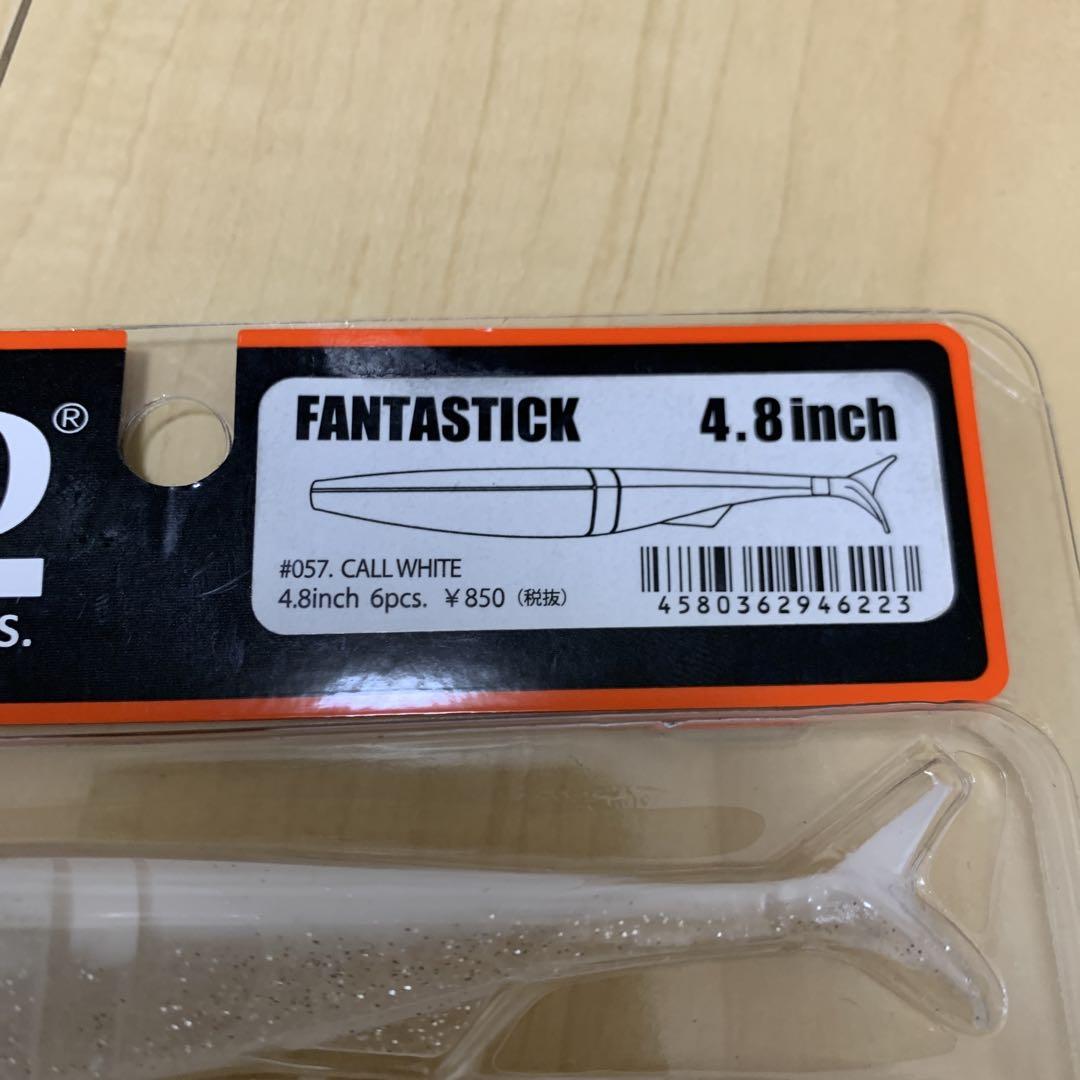 ®
s.
FANTASTICK 4.8inch
#057. CALL WHITE
4.8inch 6pcs. ¥850（税抜）
4580362946223